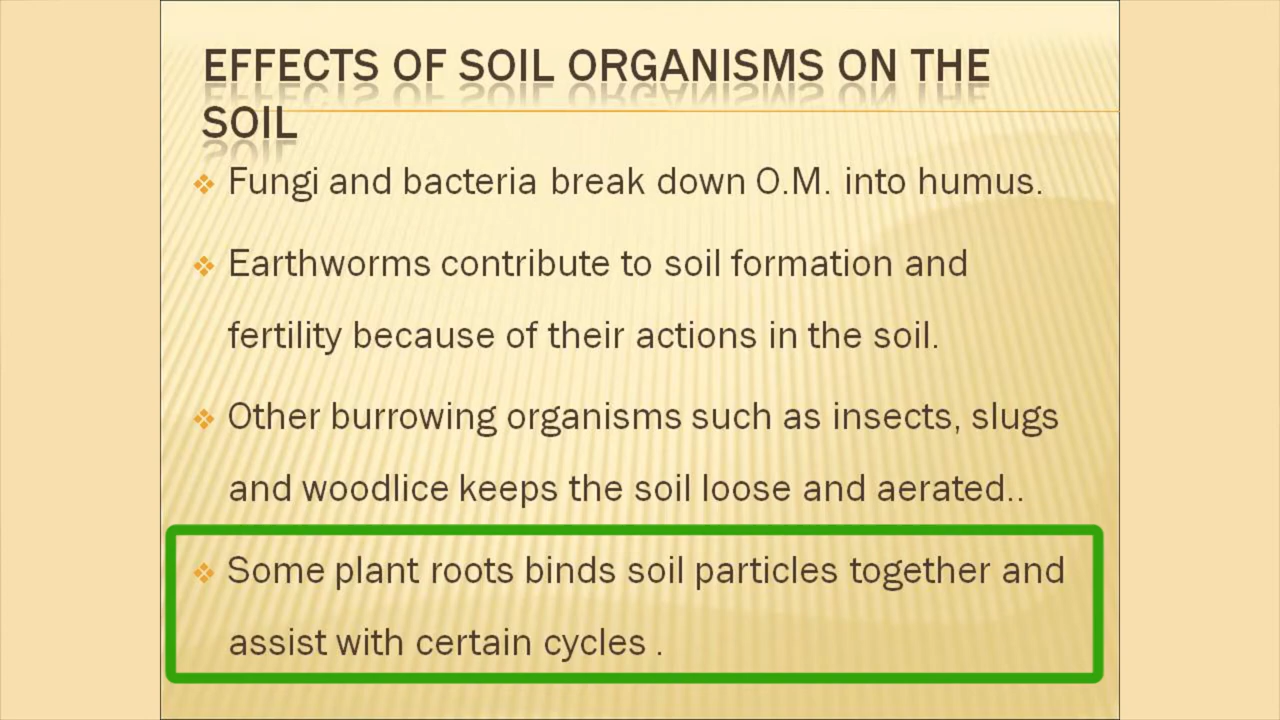 EFFECTS OF SOIL ORGANISMS ON THE
SOIL
Fungi and bacteria break down O.M. into humus.
Earthworms contribute to soil formation and
fertility because of their actions in the soil.
Other burrowing organisms such as insects, slugs
and woodlice keeps the soil loose and aerated..
Some plant roots binds soil particles together and
assist with certain cycles .